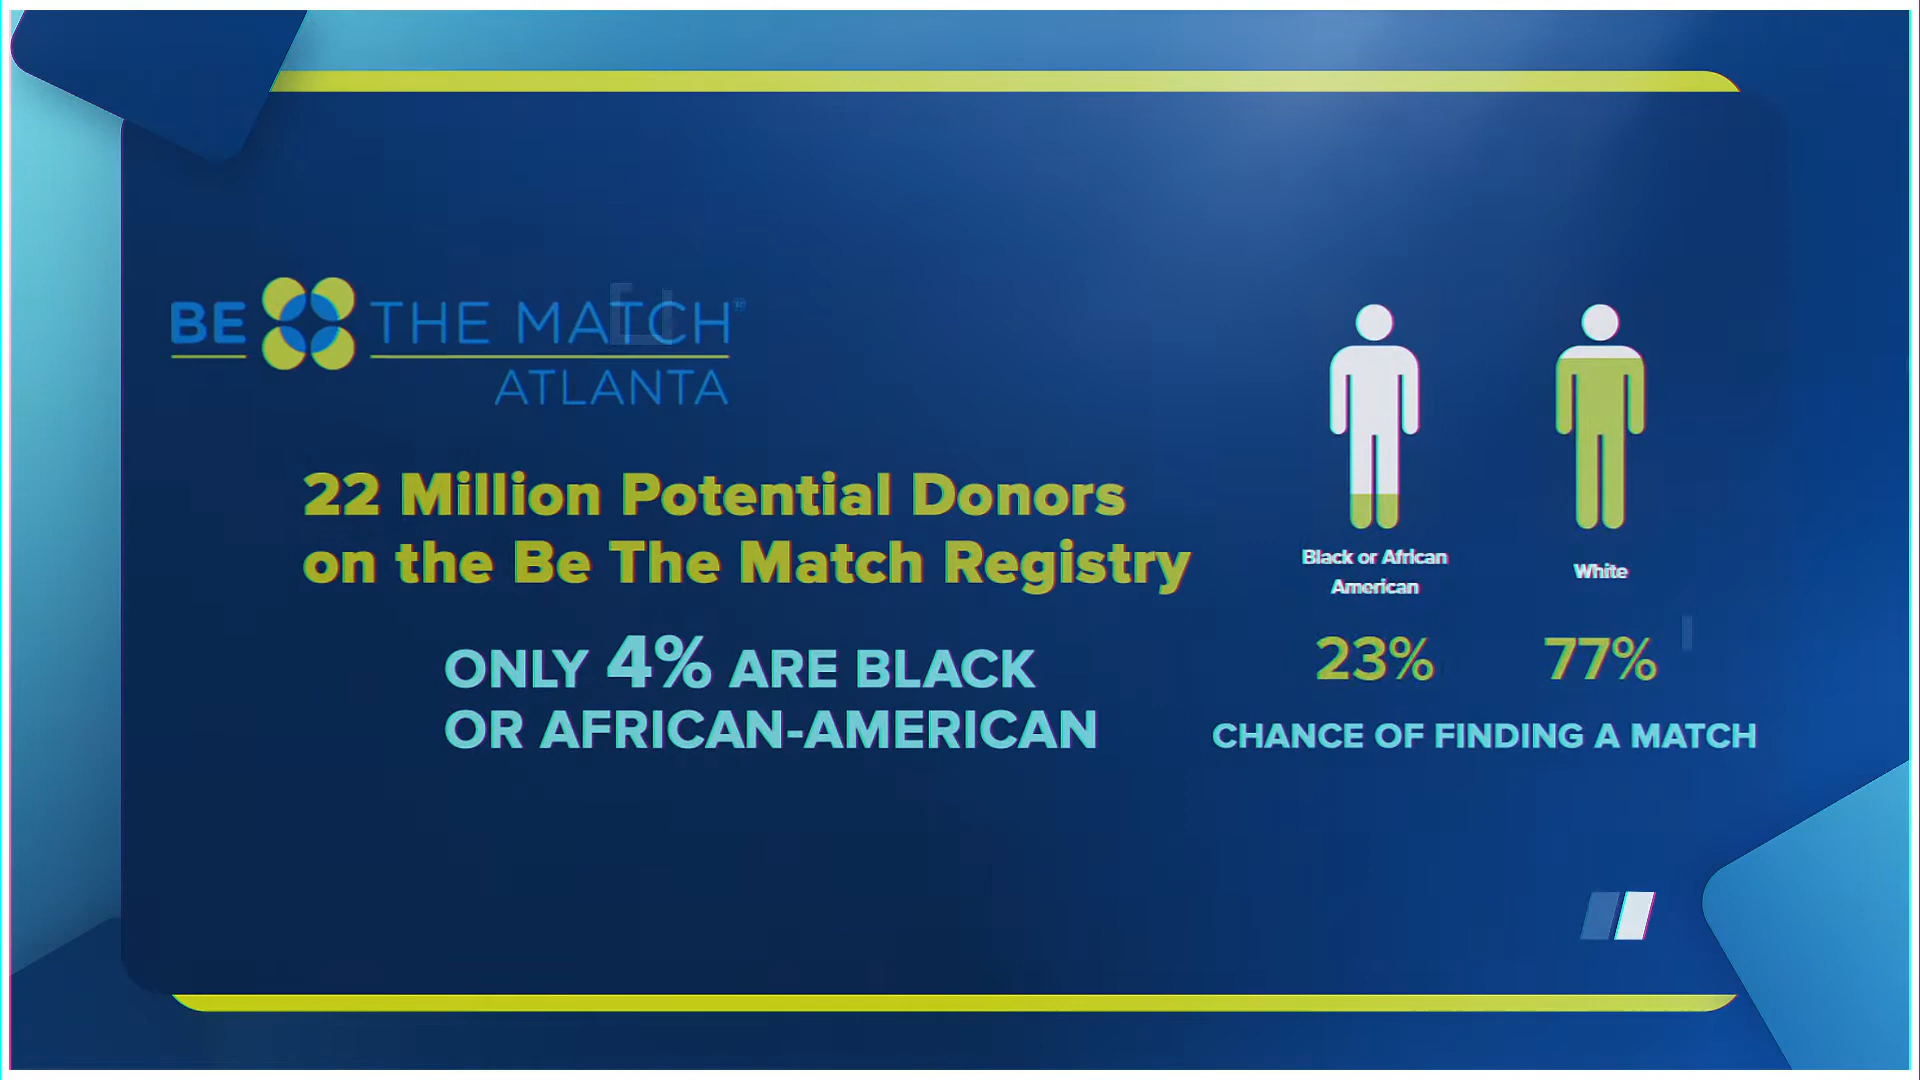 BE THE MATCH®
ATLANTA
22 Million Potential Donors
on the Be The Match Registry
ONLY 4% ARE BLACK
OR AFRICAN-AMERICAN
Black or African
American
White
23% 77%
CHANCE OF FINDING A MATCH